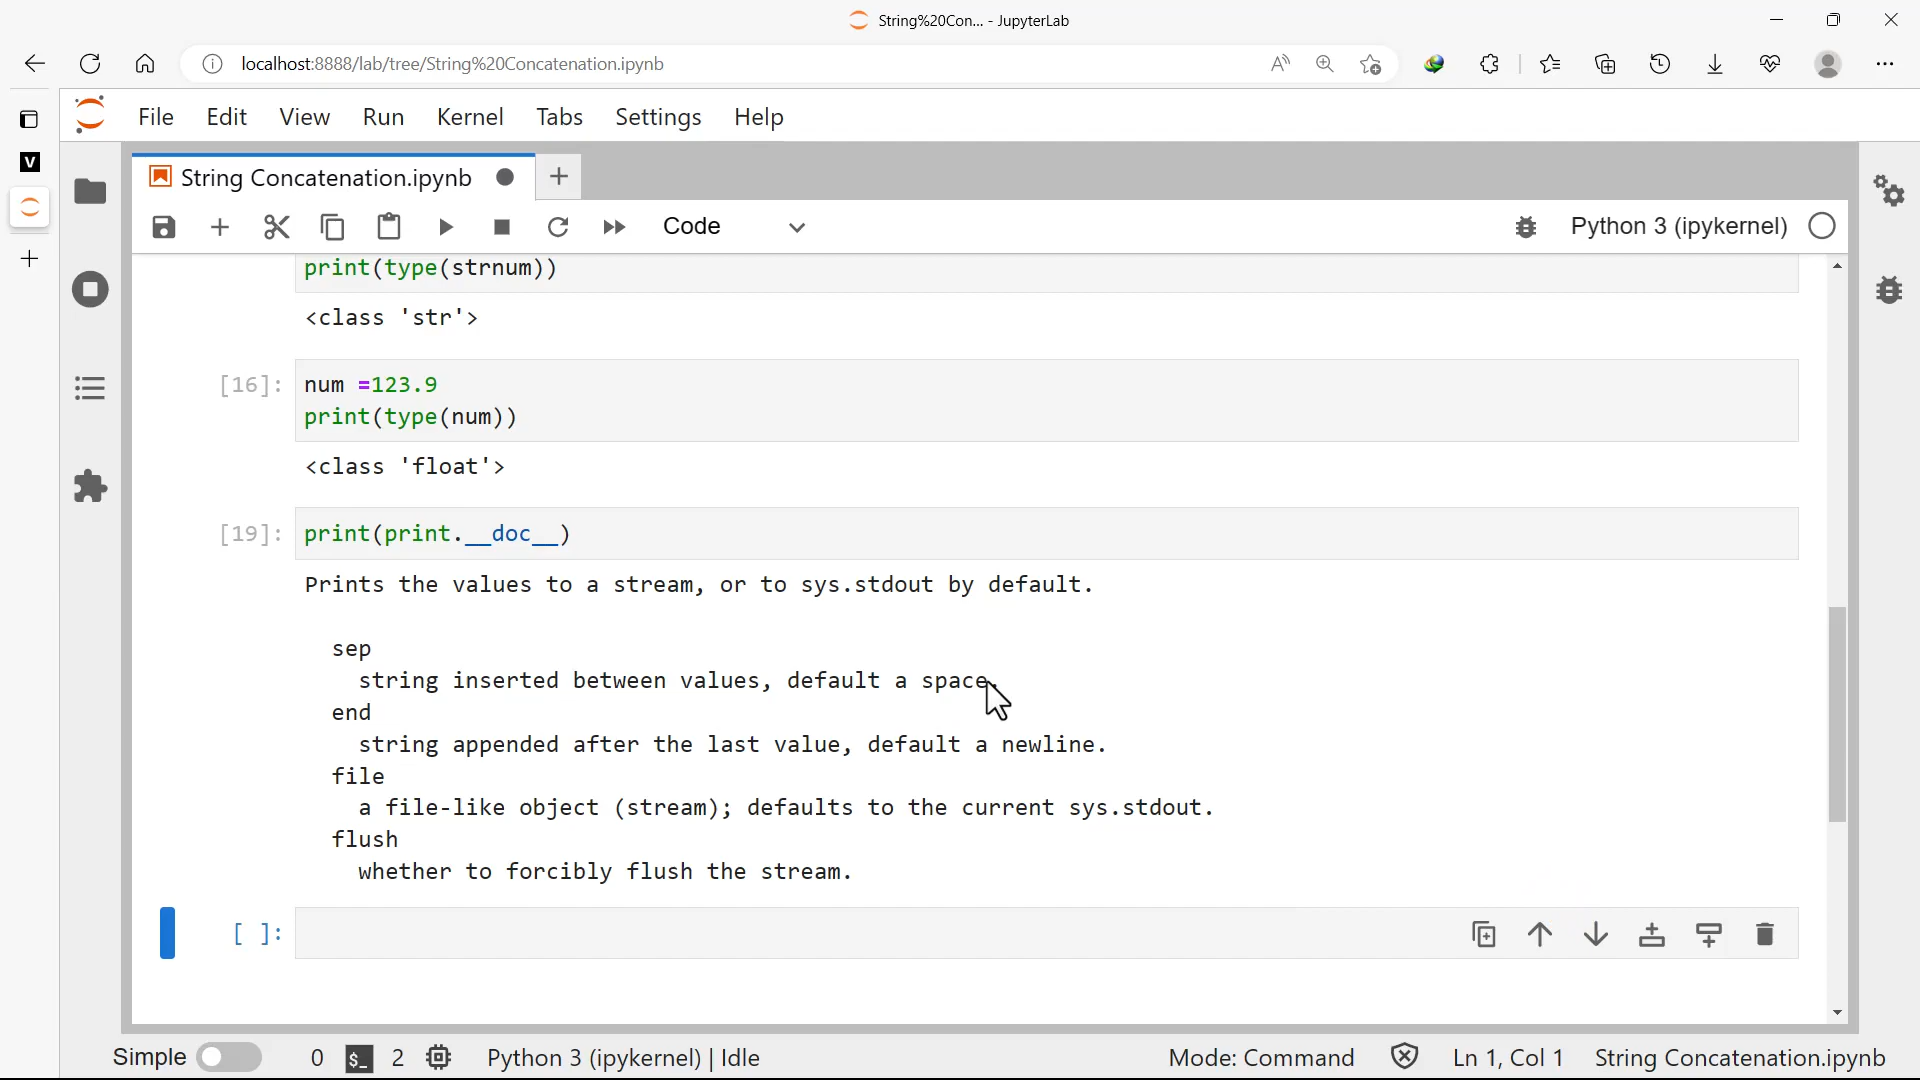 String%20Con... - JupyterLab
localhost:8888/lab/tree/String%20Concatenation.ipynb
File Edit View Run Kernel Tabs Settings Help
V
String Concatenation.ipynb
Code
Python 3 (ipykernel)
print(type(strnum))
<class 'str'>
[16]: num =123.9
print(type(num))
<class 'float'>
[19]: print(print.__doc__)
Prints the values to a stream, or to sys.stdout by default.
sep
string inserted between values, default a space.
end
string appended after the last value, default a newline.
file
a file-like object (stream); defaults to the current sys.stdout.
flush
whether to forcibly flush the stream.
[ ]:
Simple 0 $_ 2 Python 3 (ipykernel) | Idle Mode: Command Ln 1, Col 1 String Concatenation.ipynb